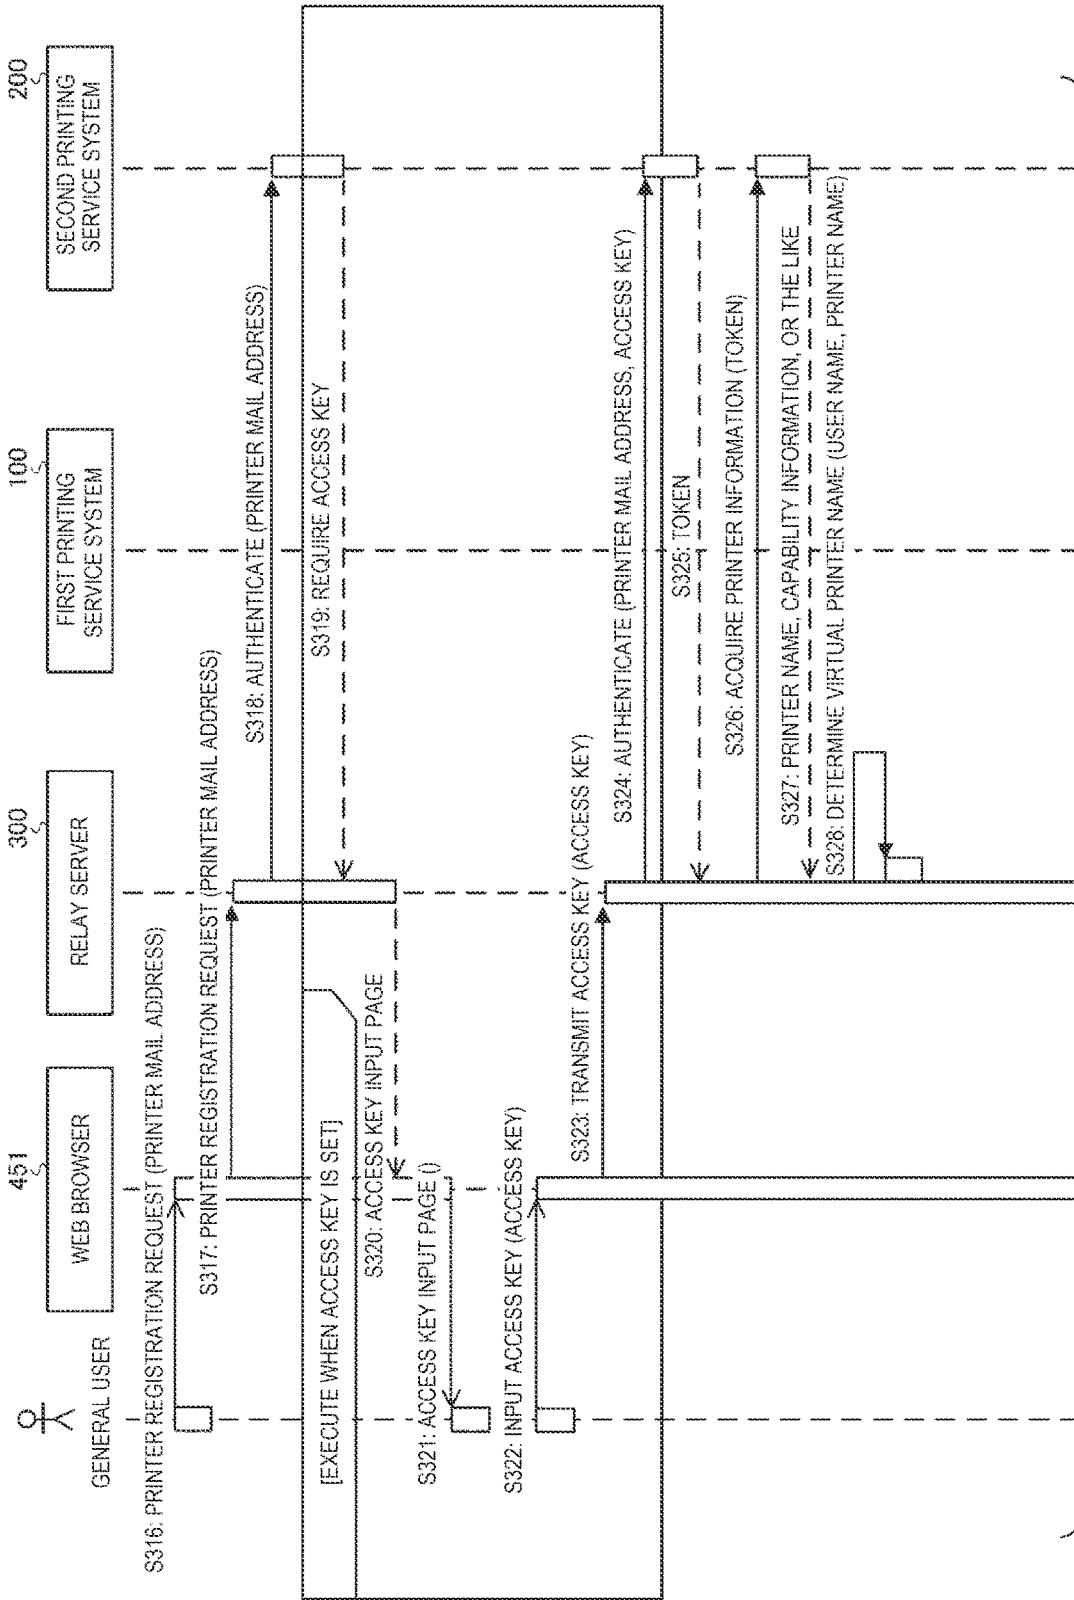 GENERAL USER
451
WEB BROWSER
300
RELAY SERVER
100
FIRST PRINTING
SERVICE SYSTEM
200
SECOND PRINTING
SERVICE SYSTEM
S316: PRINTER REGISTRATION REQUEST (PRINTER MAIL ADDRESS)
S317: PRINTER REGISTRATION REQUEST (PRINTER MAIL ADDRESS)
S318: AUTHENTICATE (PRINTER MAIL ADDRESS)
[EXECUTE WHEN ACCESS KEY IS SET]
S319: REQUIRE ACCESS KEY
S320: ACCESS KEY INPUT PAGE
S321: ACCESS KEY INPUT PAGE ()
S322: INPUT ACCESS KEY (ACCESS KEY)
S323: TRANSMIT ACCESS KEY (ACCESS KEY)
S324: AUTHENTICATE (PRINTER MAIL ADDRESS, ACCESS KEY)
S325: TOKEN
S326: ACQUIRE PRINTER INFORMATION (TOKEN)
S327: PRINTER NAME, CAPABILITY INFORMATION, OR THE LIKE
S328: DETERMINE VIRTUAL PRINTER NAME (USER NAME, PRINTER NAME)